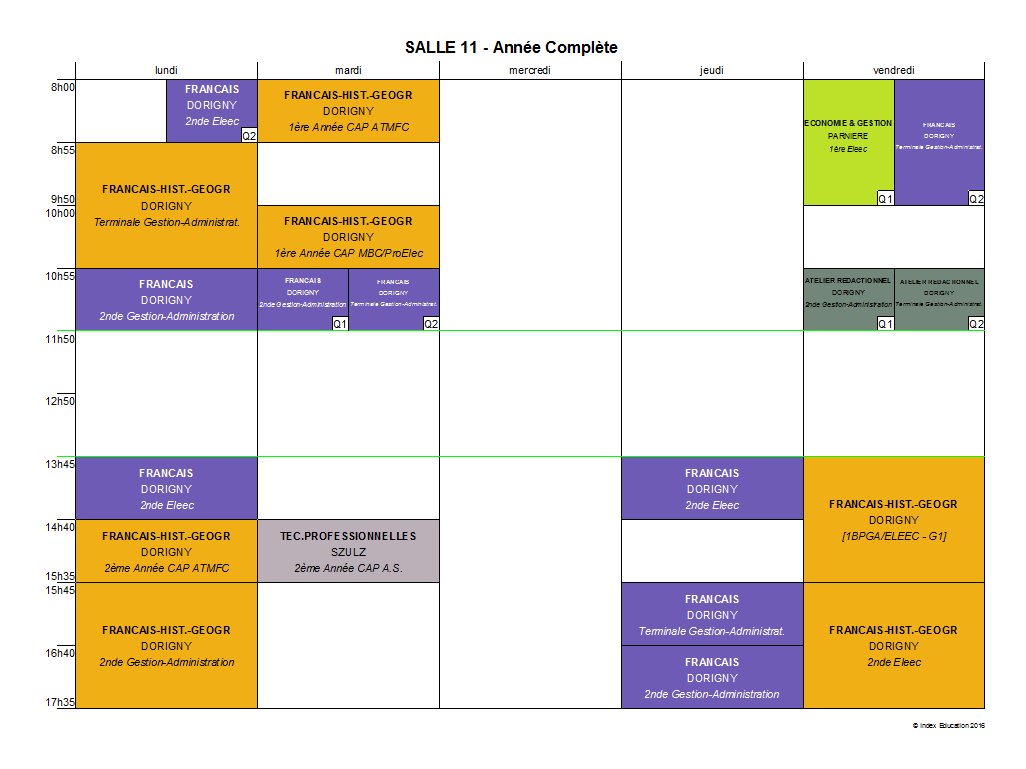 SALLE 11 - Année Complète
lundi
mardi
mercredi
jeudi
vendredi
8h00
8h55
9h50
10h00
10h55
11h50
12h50
13h45
14h40
15h35
15h45
16h40
17h35
FRANCAIS
DORIGNY
2nde Eleec
Q2
FRANCAIS-HIST.-GEOGR
DORIGNY
Terminale Gestion-Administrat.
FRANCAIS
DORIGNY
2nde Gestion-Administration
FRANCAIS
DORIGNY
2nde Eleec
FRANCAIS-HIST.-GEOGR
DORIGNY
2ème Année CAP ATMFC
FRANCAIS-HIST.-GEOGR
DORIGNY
2nde Gestion-Administration
FRANCAIS-HIST.-GEOGR
DORIGNY
1ère Année CAP ATMFC
FRANCAIS-HIST.-GEOGR
DORIGNY
1ère Année CAP MBC/ProElec
FRANCAIS
DORIGNY
2nde Gestion-Administration
Q1
FRANCAIS
DORIGNY
Terminale Gestion-Administrat.
Q2
TEC.PROFESSIONNELLES
SZULZ
2ème Année CAP A.S.
FRANCAIS
DORIGNY
2nde Eleec
FRANCAIS
DORIGNY
Terminale Gestion-Administrat.
FRANCAIS
DORIGNY
2nde Gestion-Administration
ECONOMIE & GESTION
PARNIERE
1ère Eleec
Q1
FRANCAIS
DORIGNY
Terminale Gestion-Administrat.
Q2
ATELIER REDACTIONNEL
DORIGNY
2nde Gestion-Administration
Q1
ATELIER REDACTIONNEL
DORIGNY
Terminale Gestion-Administrat.
Q2
FRANCAIS-HIST.-GEOGR
DORIGNY
[1BPGA/ELEEC - G1]
FRANCAIS-HIST.-GEOGR
DORIGNY
2nde Eleec
© Index Education 2016